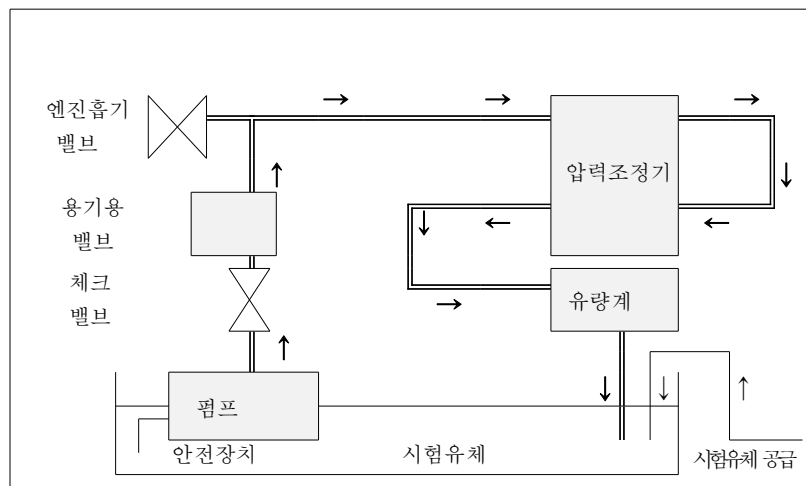 엔진흡기
밸브
압력조정기
용기용
밸브
체크
밸브
유량계
펌프
안전장치
시험유체
시험유체 공급